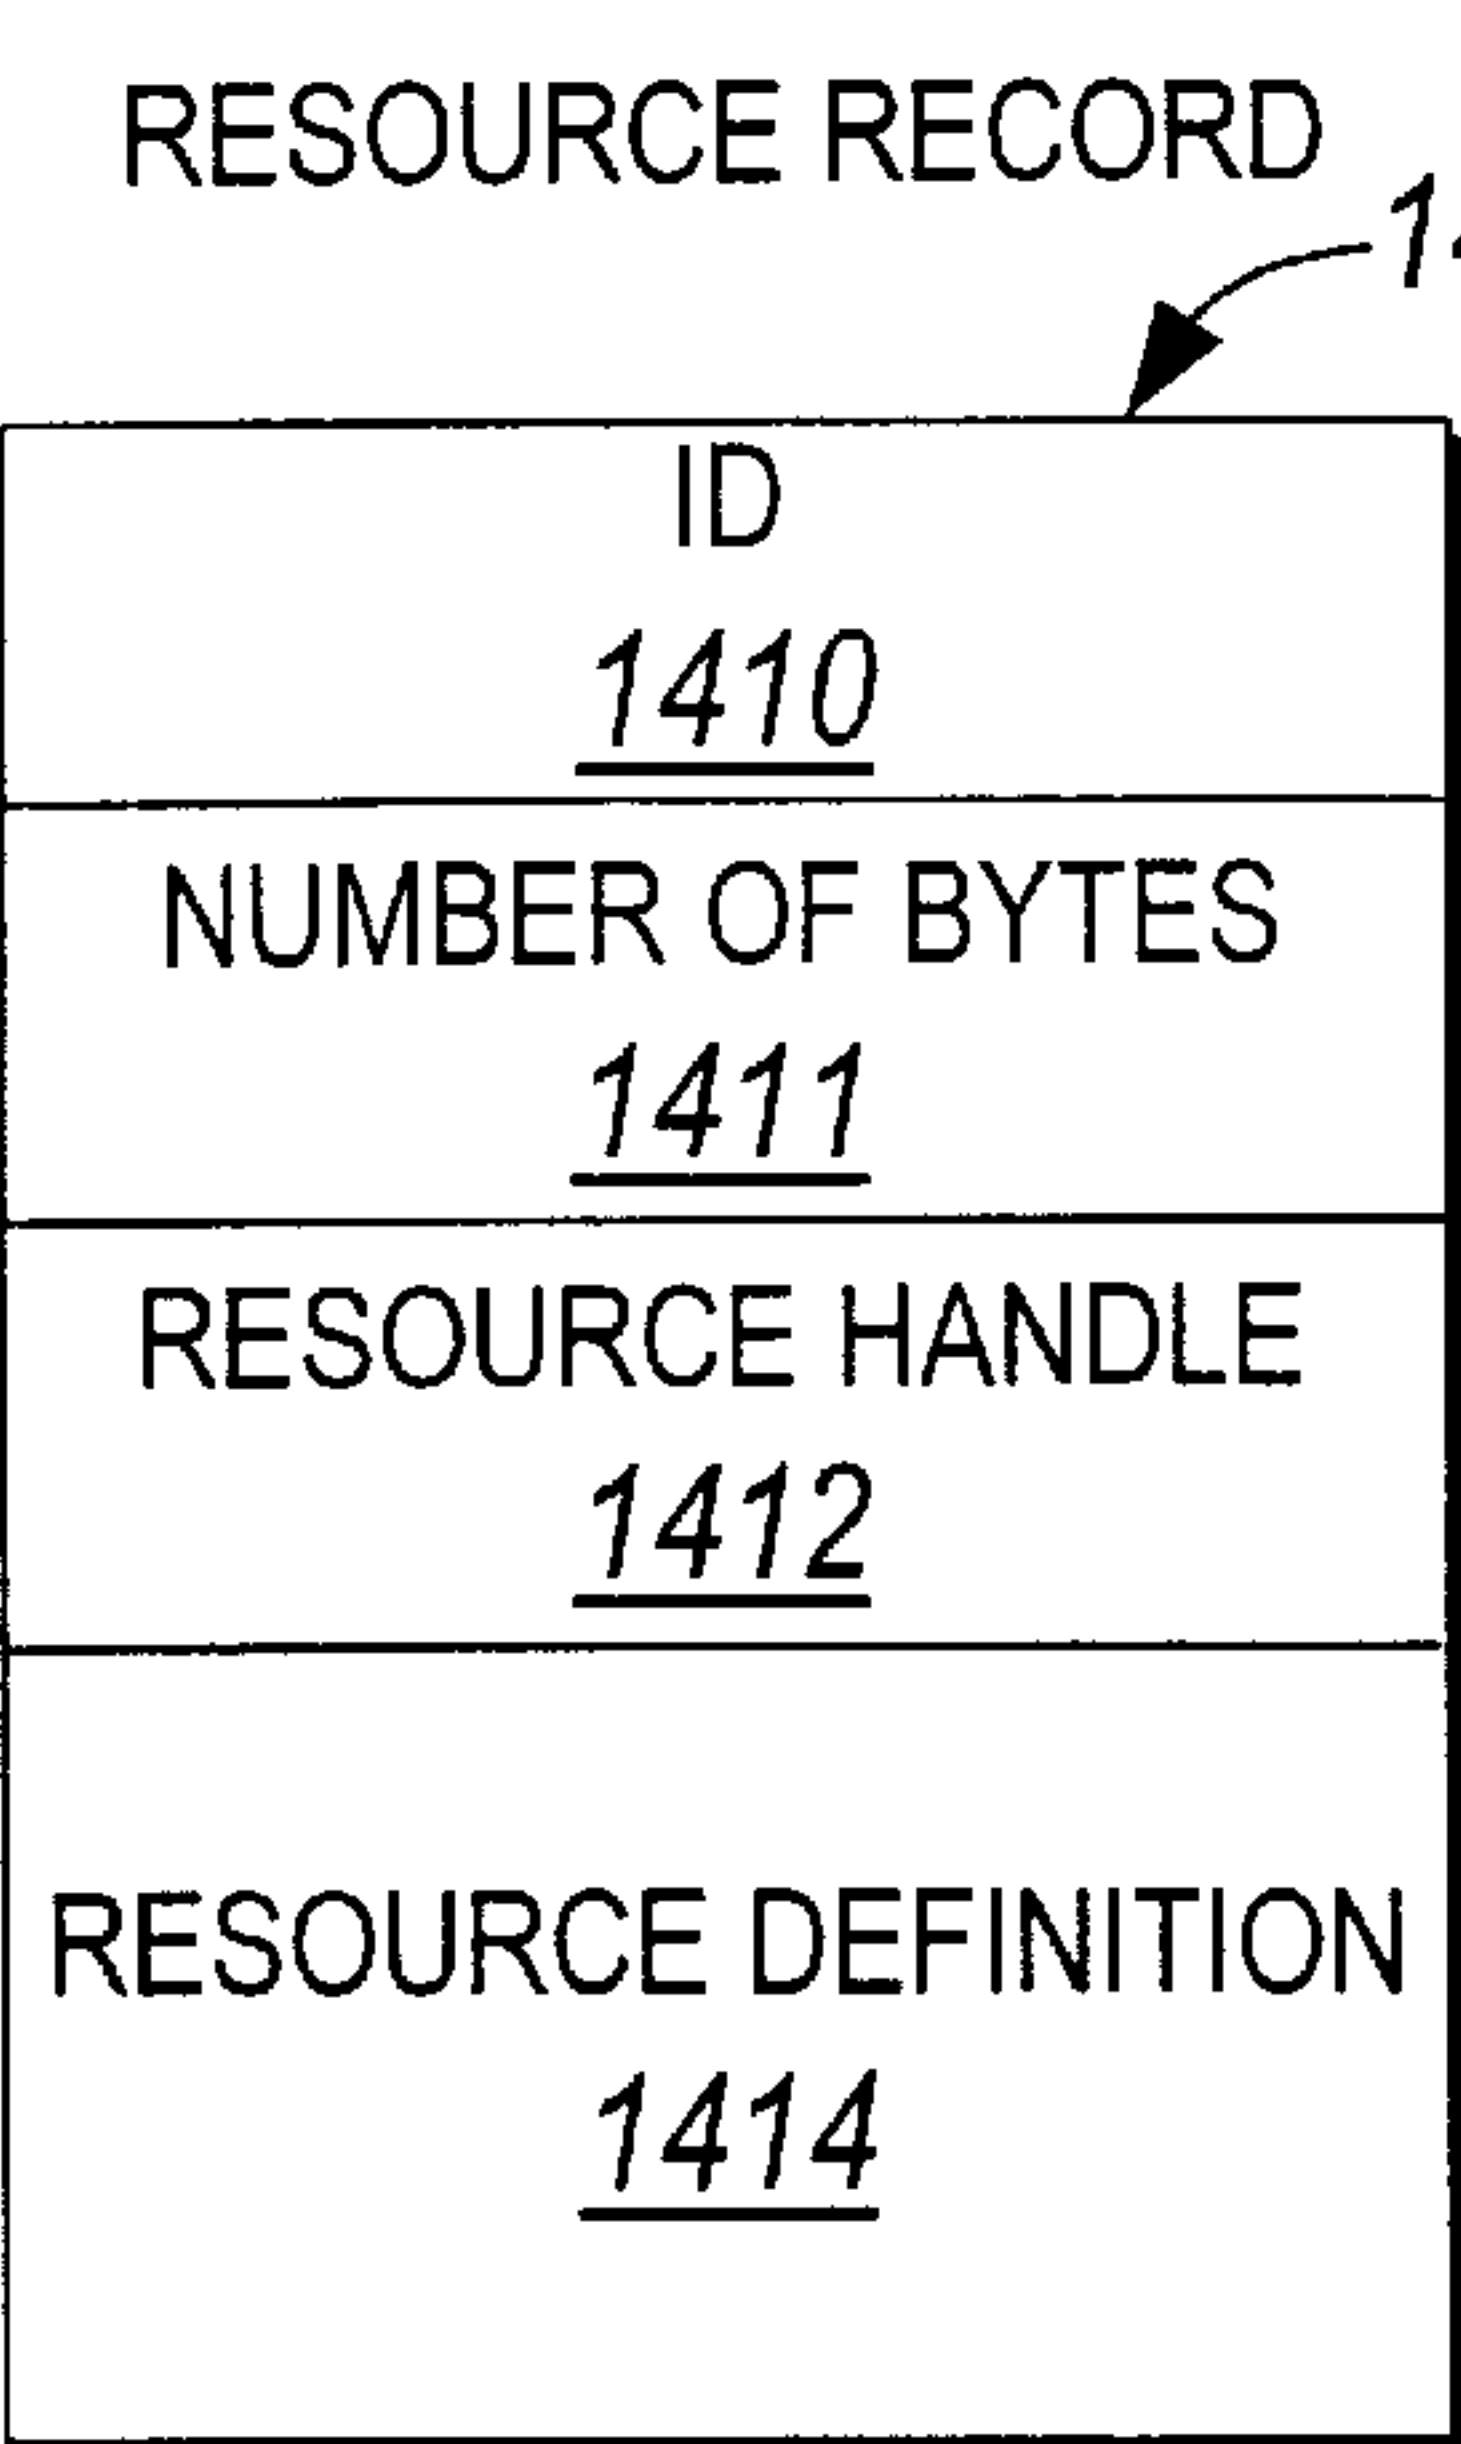 RESOURCE RECORD
ID
1410
NUMBER OF BYTES
1411
RESOURCE HANDLE
1412
RESOURCE DEFINITION
1414